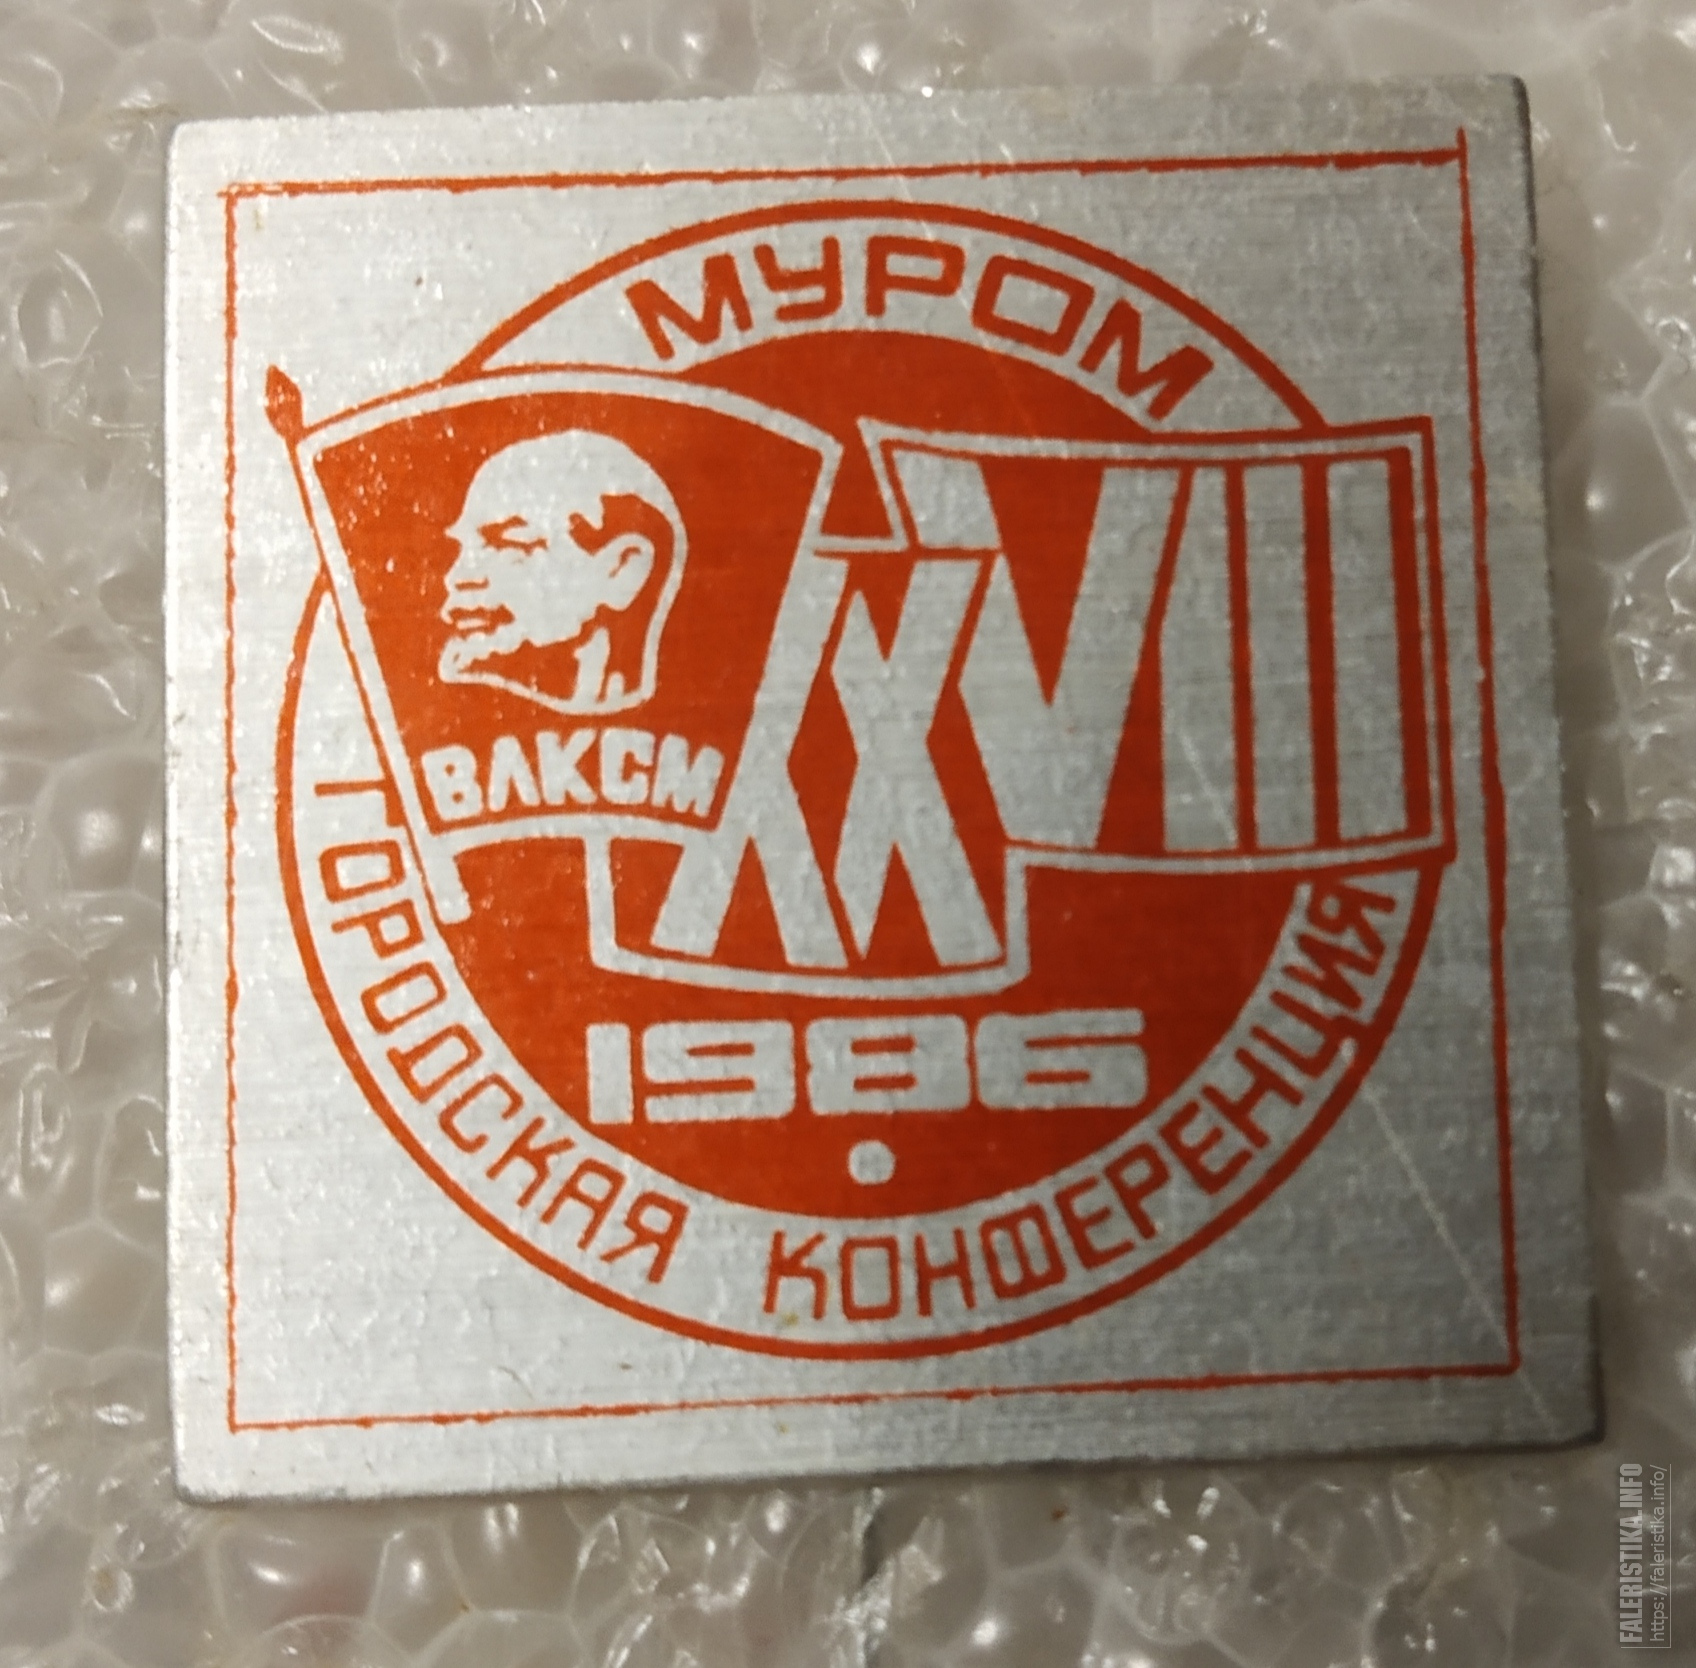 МУРОМ
ВЛКСМ
XXVIII
1986
ГОРОДСКАЯ КОНФЕРЕНЦИЯ
FALERISTIKA.INFO
https://faleristika.info/